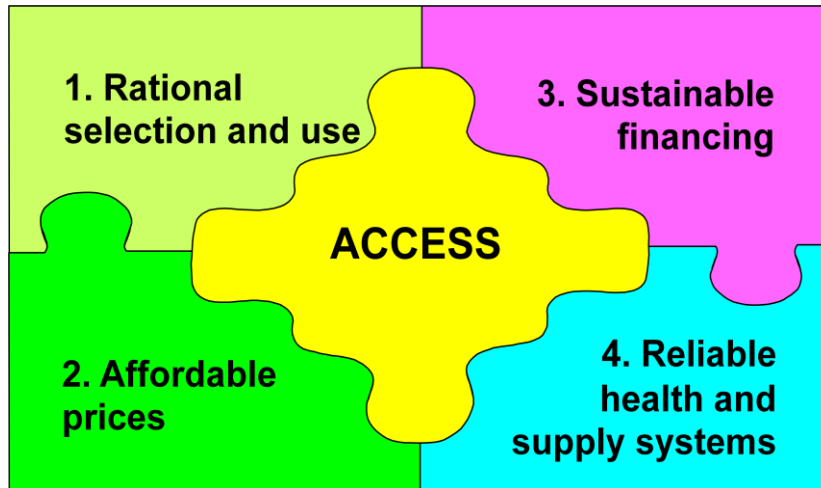 1. Rational
selection and use
3. Sustainable
financing
ACCESS
2. Affordable
prices
4. Reliable
health and
supply systems